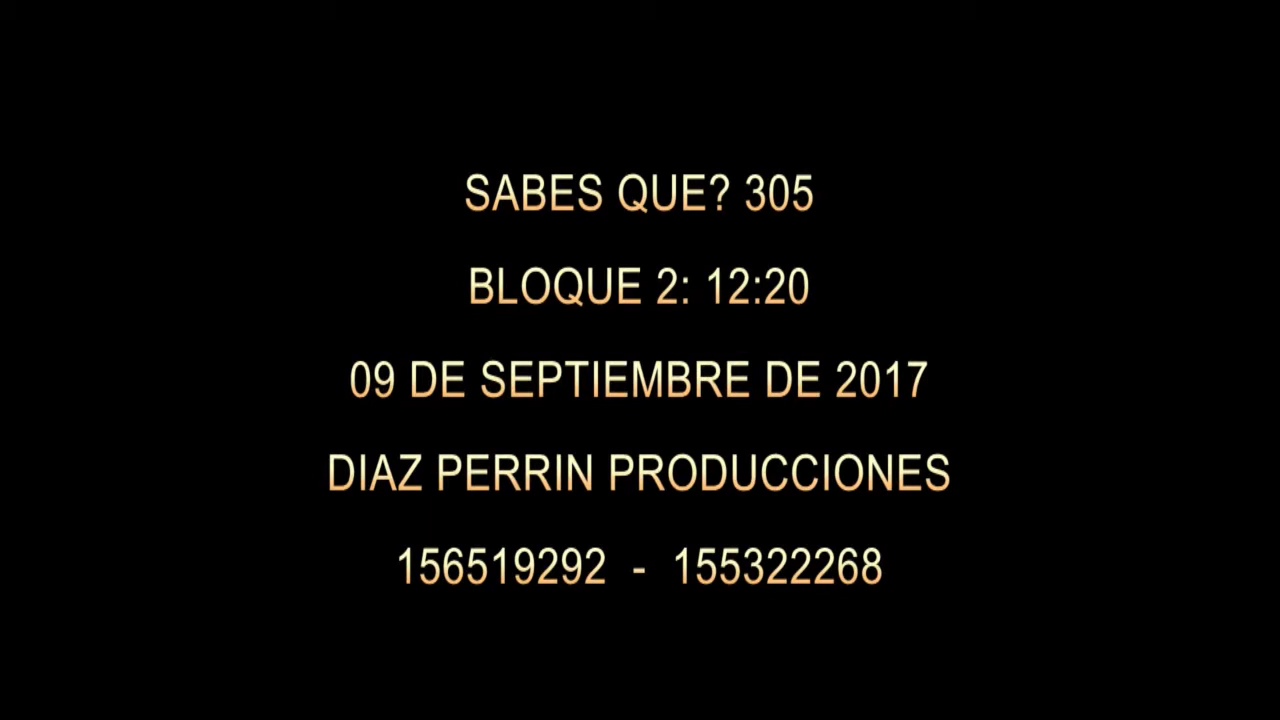 SABES QUE? 305
BLOQUE 2: 12:20
09 DE SEPTIEMBRE DE 2017
DIAZ PERRIN PRODUCCIONES
156519292 - 155322268